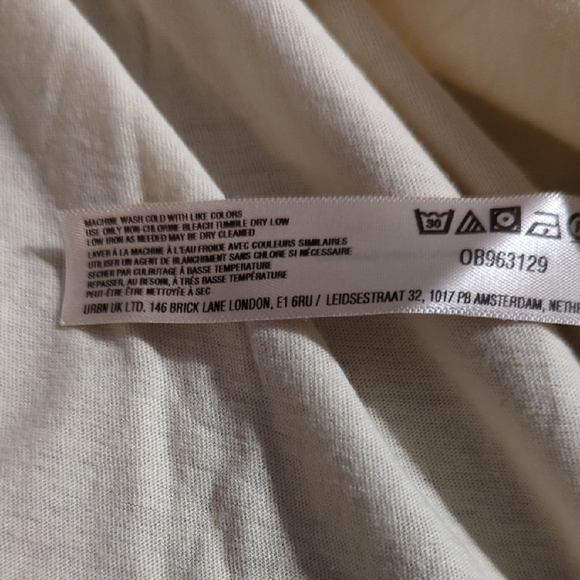 MACHINE WASH COLD WITH LIKE COLORS
USE ONLY NON-CHLORINE BLEACH TUMBLE DRY LOW
LOW IRON AS NEEDED MAY BE DRY CLEANED
LAVER À LA MACHINE À L'EAU FROIDE AVEC COULEURS SIMILAIRES
UTILISER UN AGENT DE BLANCHIMENT SANS CHLORE SI NÉCESSAIRE
SECHER PAR CULBUTAGE À BASSE TEMPERATURE
REPASSER, AU BESOIN, À TRÈS BASSE TEMPÉRATURE
PEUT-ÊTRE ÊTRE NETTOYÉE À SEC
URBN UK LTD. 146 BRICK LANE LONDON, E1 6RU / LEIDSESTRAAT 32, 1017 PB AMSTERDAM, NETHE
30
OB963129